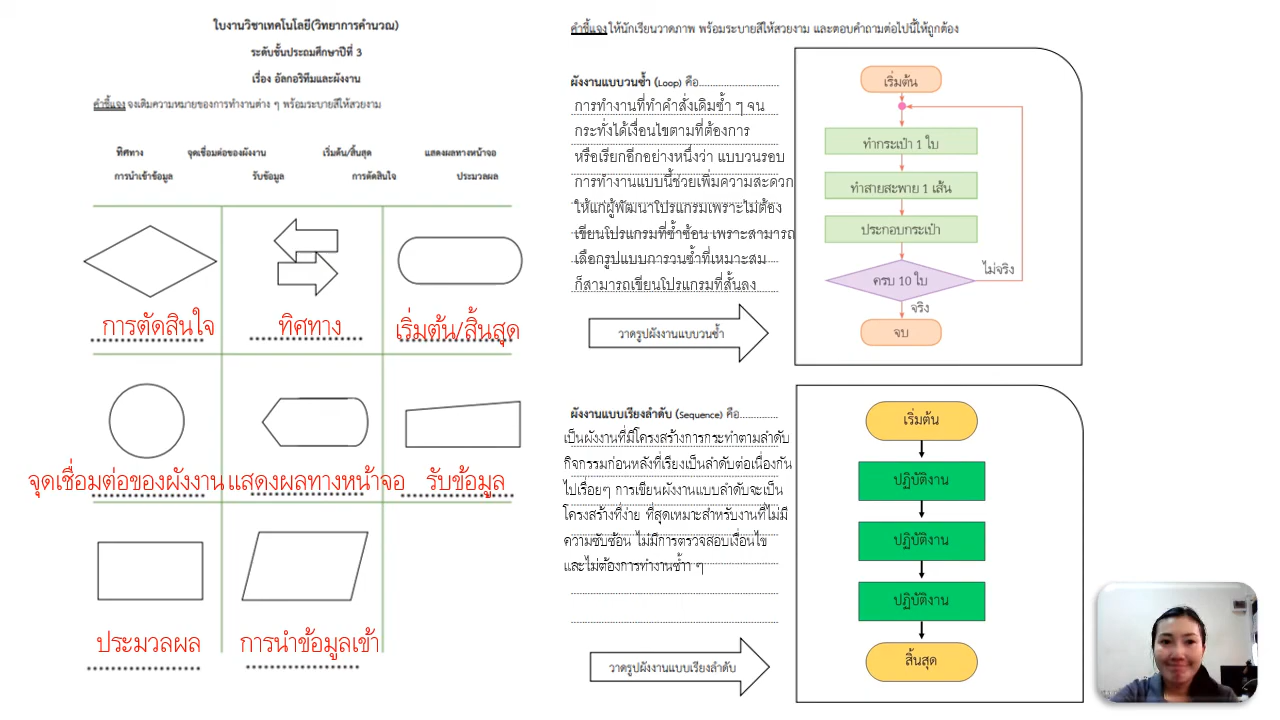 ใบงานวิชาเทคโนโลยี(วิทยาการคำนวณ)
ระดับชั้นประถมศึกษาปีที่ 3
เรื่อง อัลกอริทึมและผังงาน
คำชี้แจง จงเติมความหมายของการทำงานต่าง ๆ พร้อมระบายสีให้สวยงาม
ทิศทาง จุดเชื่อมต่อของผังงาน เริ่มต้น/สิ้นสุด แสดงผลทางหน้าจอ
การนำเข้าข้อมูล รับข้อมูล การตัดสินใจ ประมวลผล
การตัดสินใจ ทิศทาง เริ่มต้น/สิ้นสุด
จุดเชื่อมต่อของผังงาน แสดงผลทางหน้าจอ รับข้อมูล
ประมวลผล การนำข้อมูลเข้า
คำชี้แจง ให้นักเรียนวาดภาพ พร้อมระบายสีให้สวยงาม และตอบคำถามต่อไปนี้ให้ถูกต้อง
ผังงานแบบวนซ้ำ (Loop) คือ
การทำงานที่ทำคำสั่งเดิมซ้ำ ๆ จน
กระทั่งได้เงื่อนไขตามที่ต้องการ
หรือเรียกอีกอย่างหนึ่งว่า แบบวนรอบ
การทำงานแบบนี้ช่วยเพิ่มความสะดวก
ให้แก่ผู้พัฒนาโปรแกรมเพราะไม่ต้อง
เขียนโปรแกรมที่ซ้ำซ้อน เพราะสามารถ
เลือกรูปแบบการวนซ้ำที่เหมาะสม
ก็สามารถเขียนโปรแกรมที่สั้นลง
วาดรูปผังงานแบบวนซ้ำ
เริ่มต้น
ทำกระเป๋า 1 ใบ
ทำสายสะพาย 1 เส้น
ประกอบกระเป๋า
ครบ 10 ใบ
ไม่จริง
จริง
จบ
ผังงานแบบเรียงลำดับ (Sequence) คือ
เป็นผังงานที่มีโครงสร้างการกระทำตามลำดับ
กิจกรรมก่อนหลังที่เรียงเป็นลำดับต่อเนื่องกัน
ไปเรื่อยๆ การเขียนผังงานแบบลำดับจะเป็น
โครงสร้างที่ง่าย ที่สุดเหมาะสำหรับงานที่ไม่มี
ความซับซ้อน ไม่มีการตรวจสอบเงื่อนไข
และไม่ต้องการทำงานซ้ำา ๆ
วาดรูปผังงานแบบเรียงลำดับ
เริ่มต้น
ปฏิบัติงาน
ปฏิบัติงาน
ปฏิบัติงาน
สิ้นสุด